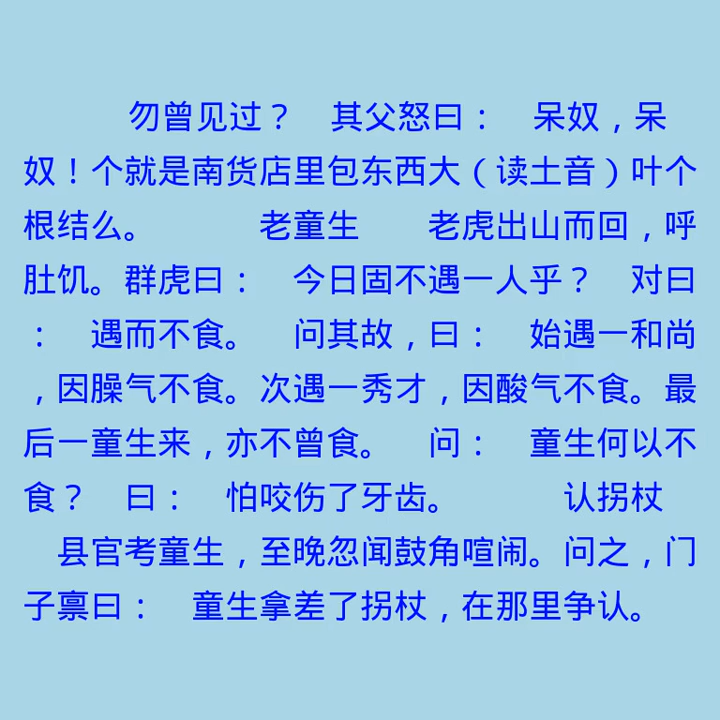 勿曾见过？　其父怒曰：　呆奴，呆
奴！个就是南货店里包东西大（读土音）叶个
根结么。　　　老童生　　老虎出山而回，呼
肚饥。群虎曰：　今日固不遇一人乎？　对曰
：　遇而不食。　问其故，曰：　始遇一和尚
，因臊气不食。次遇一秀才，因酸气不食。最
后一童生来，亦不曾食。　问：　童生何以不
食？　曰：　怕咬伤了牙齿。　　　认拐杖
县官考童生，至晚忽闻鼓角喧闹。问之，门
子禀曰：　童生拿差了拐杖，在那里争认。